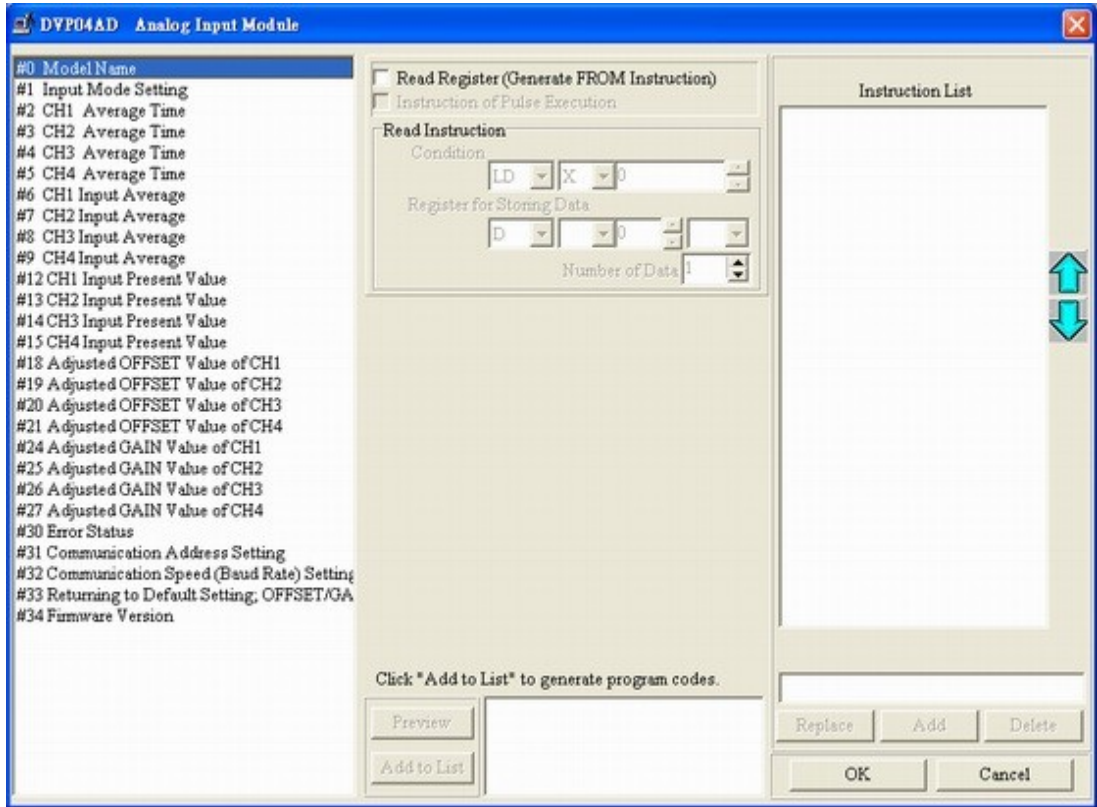 DVP04AD Analog Input Module
#0 Model Name
#1 Input Mode Setting
#2 CH1 Average Time
#3 CH2 Average Time
#4 CH3 Average Time
#5 CH4 Average Time
#6 CH1 Input Average
#7 CH2 Input Average
#8 CH3 Input Average
#9 CH4 Input Average
#12 CH1 Input Present Value
#13 CH2 Input Present Value
#14 CH3 Input Present Value
#15 CH4 Input Present Value
#18 Adjusted OFFSET Value of CH1
#19 Adjusted OFFSET Value of CH2
#20 Adjusted OFFSET Value of CH3
#21 Adjusted OFFSET Value of CH4
#24 Adjusted GAIN Value of CH1
#25 Adjusted GAIN Value of CH2
#26 Adjusted GAIN Value of CH3
#27 Adjusted GAIN Value of CH4
#30 Error Status
#31 Communication Address Setting
#32 Communication Speed (Baud Rate) Setting
#33 Returning to Default Setting; OFFSET/GA
#34 Firmware Version
Read Register (Generate FROM Instruction)
Instruction of Pulse Execution
Read Instruction
Condition
LD X 0
Register for Storing Data
D 0
Number of Data 1
Click "Add to List" to generate program codes.
Preview
Add to List
Instruction List
Replace Add Delete
OK Cancel